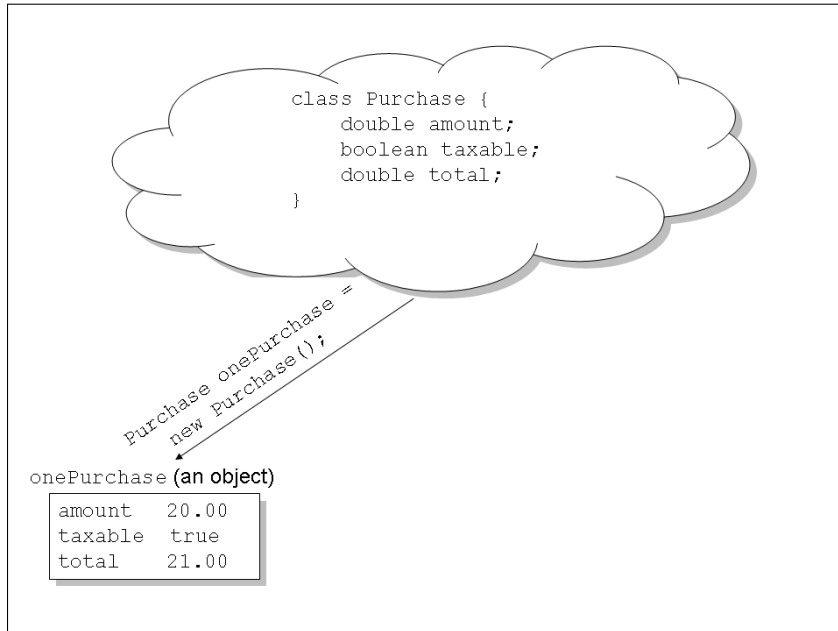 class Purchase {
    double amount;
    boolean taxable;
    double total;
}
Purchase onePurchase =
new Purchase();
onePurchase (an object)
amount   20.00
taxable  true
total    21.00